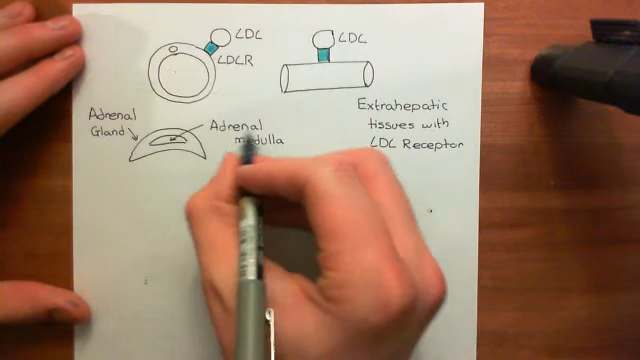 LDL
LDLR
LDL
Adrenal
Gland
Adrenal
medulla
Extrahepatic
tissues with
LDL Receptor